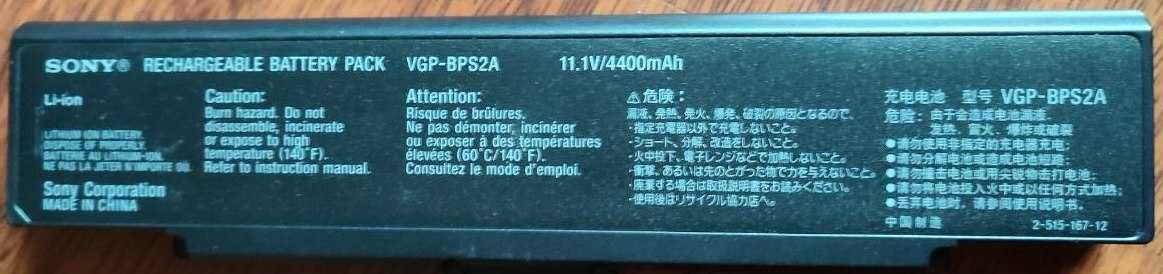 SONY® RECHARGEABLE BATTERY PACK VGP-BPS2A 11.1V/4400mAh
Li-ion
LITHIUM ION BATTERY.
DISPOSE OF PROPERLY.
BATTERIE AU LITHIUM-ION.
NE PAS LA JETER N'IMPORTE OÙ.
Sony Corporation
MADE IN CHINA
Caution:
Burn hazard. Do not
disassemble, incinerate
or expose to high
temperature (140°F).
Refer to instruction manual.
Attention:
Risque de brûlures.
Ne pas démonter, incinérer
ou exposer à des températures
élevées (60°C/140°F).
Consultez le mode d'emploi.
⚠危険：
漏液、発熱、発火、爆発、破裂の原因となるので、
・指定充電器以外で充電しないこと。
・ショート、分解、改造をしないこと。
・火中投下、電子レンジなどで加熱しないこと。
・衝撃、あるいは先のとがった物で力を与えないこと。
・廃棄する場合は取扱説明書をお読みください。
・使用後はリサイクル協力店へ。
充电电池 型号 VGP-BPS2A
危险：由于会造成电池漏液、
发热、冒火、爆炸或破裂
●请勿使用非指定的充电器充电；
●请勿分解电池或造成电池短路；
●请勿撞击电池或用尖锐物击打电池；
●请勿将电池投入火中或以任何方式加热；
●丢弃电池时，请参阅使用说明书。
中国制造 2-515-167-12